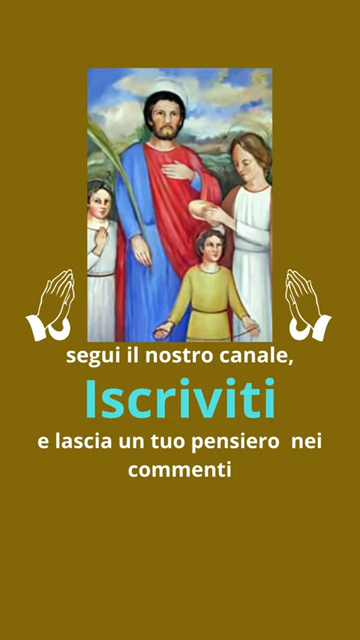 segui il nostro canale,
Iscriviti
e lascia un tuo pensiero nei
commenti